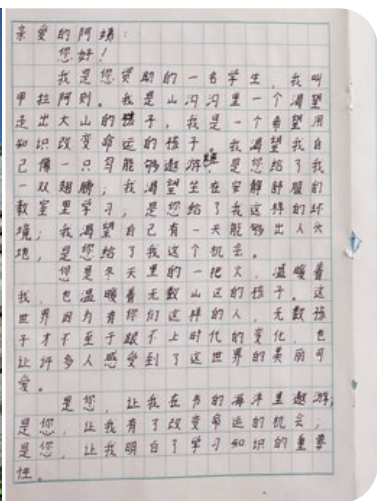 亲爱的阿姨：
您好！
我是您资助的一名学生，我叫
甲拉阿则。我是山沟沟里一个渴望
走出大山的孩子，我是一个希望用
知识改变命运的孩子。我渴望我自
己像一只鸟能够遨游，是您给了我
一双翅膀；我渴望坐在安静舒服的
教室里学习，是您给了我这样的环
境；我渴望自己有一天能够出人头
地，是您给了我这个机会。
您是冬天里的一把火，温暖着
我，也温暖着无数山区的孩子。这
世界因为有你们这样的人，无数孩
子才不至于跟不上时代的变化，也
让许多人感受到了这世界的美丽可
爱。
是您，让我在书的海洋里遨游；
是您，让我有了改变命运的机会；
是您，让我明白了学习知识的重要
性。